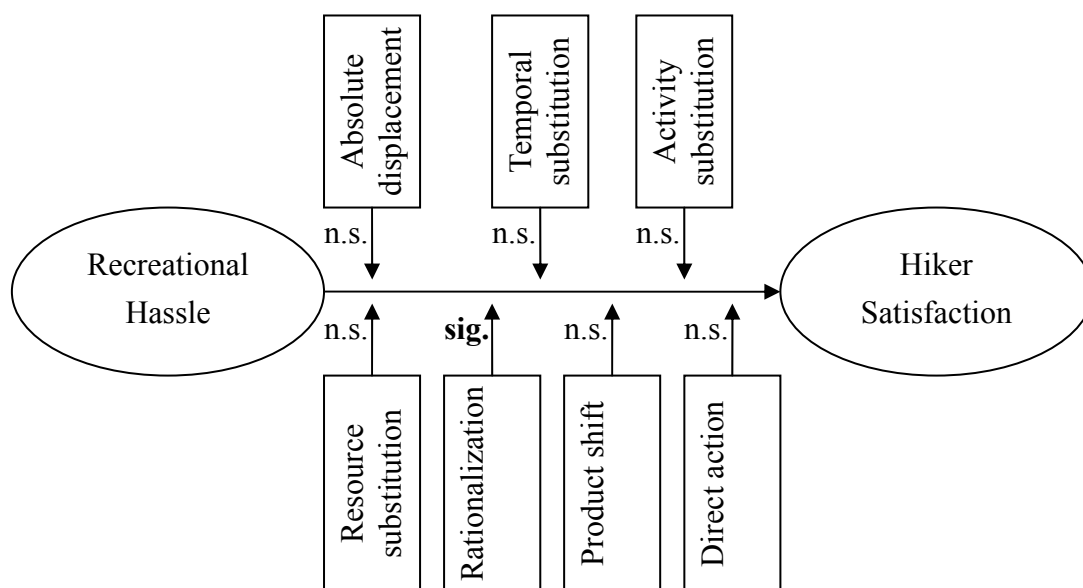 Absolute
displacement
Temporal
substitution
Activity
substitution
n.s.
n.s.
n.s.
Recreational
Hassle
Hiker
Satisfaction
n.s.
sig.
n.s.
n.s.
Resource
substitution
Rationalization
Product shift
Direct action